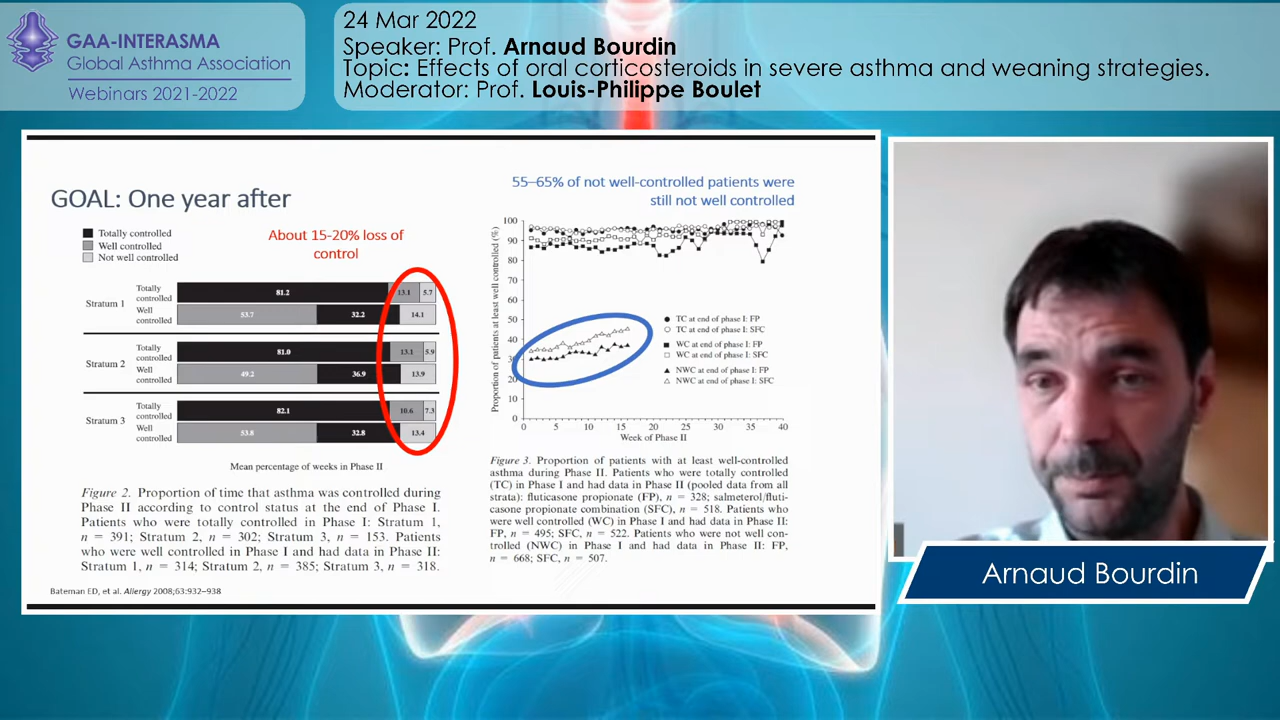 GAA-INTERASMA
Global Asthma Association
Webinars 2021-2022
24 Mar 2022
Speaker: Prof. Arnaud Bourdin
Topic: Effects of oral corticosteroids in severe asthma and weaning strategies.
Moderator: Prof. Louis-Philippe Boulet
GOAL: One year after
Totally controlled
Well controlled
Not well controlled
About 15-20% loss of
control
Stratum 1
Totally
controlled
81.2
13.1
5.7
Well
controlled
53.7
32.2
14.1
Stratum 2
Totally
controlled
81.0
13.1
5.9
Well
controlled
49.2
36.9
13.9
Stratum 3
Totally
controlled
82.1
10.6
7.3
Well
controlled
53.8
32.8
13.4
Mean percentage of weeks in Phase II
Figure 2. Proportion of time that asthma was controlled during
Phase II according to control status at the end of Phase I.
Patients who were totally controlled in Phase I: Stratum 1,
n = 391; Stratum 2, n = 302; Stratum 3, n = 153. Patients
who were well controlled in Phase I and had data in Phase II:
Stratum 1, n = 314; Stratum 2, n = 385; Stratum 3, n = 318.
Bateman ED, et al. Allergy 2008;63:932–938
55–65% of not well-controlled patients were
still not well controlled
Proportion of patients at least well controlled (%)
100
90
80
70
60
50
40
30
20
10
0
0
5
10
15
20
25
30
35
40
Week of Phase II
TC at end of phase I: FP
TC at end of phase I: SFC
WC at end of phase I: FP
WC at end of phase I: SFC
NWC at end of phase I: FP
NWC at end of phase I: SFC
Figure 3. Proportion of patients with at least well-controlled
asthma during Phase II. Patients who were totally controlled
(TC) in Phase I and had data in Phase II (pooled data from all
strata): fluticasone propionate (FP), n = 328; salmeterol/fluti-
casone propionate combination (SFC), n = 518. Patients who
were well controlled (WC) in Phase I and had data in Phase II:
FP, n = 495; SFC, n = 522. Patients who were not well con-
trolled (NWC) in Phase I and had data in Phase II: FP,
n = 668; SFC, n = 507.
Arnaud Bourdin